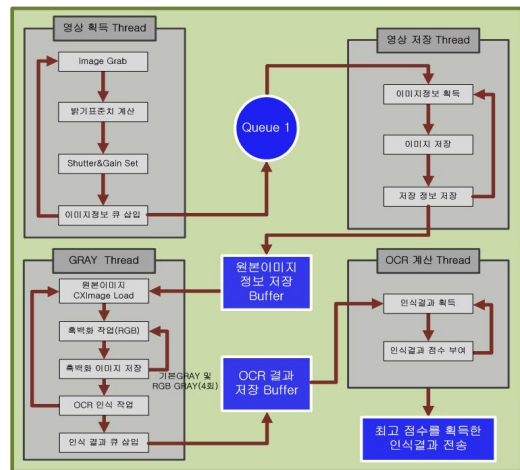 영상 획득 Thread
Image Grab
밝기표준치 계산
Shutter&Gain Set
이미지정보 큐 삽입
Queue 1
영상 저장 Thread
이미지정보 획득
이미지 저장
저장 정보 저장
GRAY Thread
원본이미지
CXImage Load
흑백화 작업(RGB)
흑백화 이미지 저장
기본GRAY 및
RGB GRAY(4회)
OCR 인식 작업
인식 결과 큐 삽입
원본이미지
정보 저장
Buffer
OCR 결과
저장 Buffer
OCR 계산 Thread
인식결과 획득
인식결과 점수 부여
최고 점수를 획득한
인식결과 전송